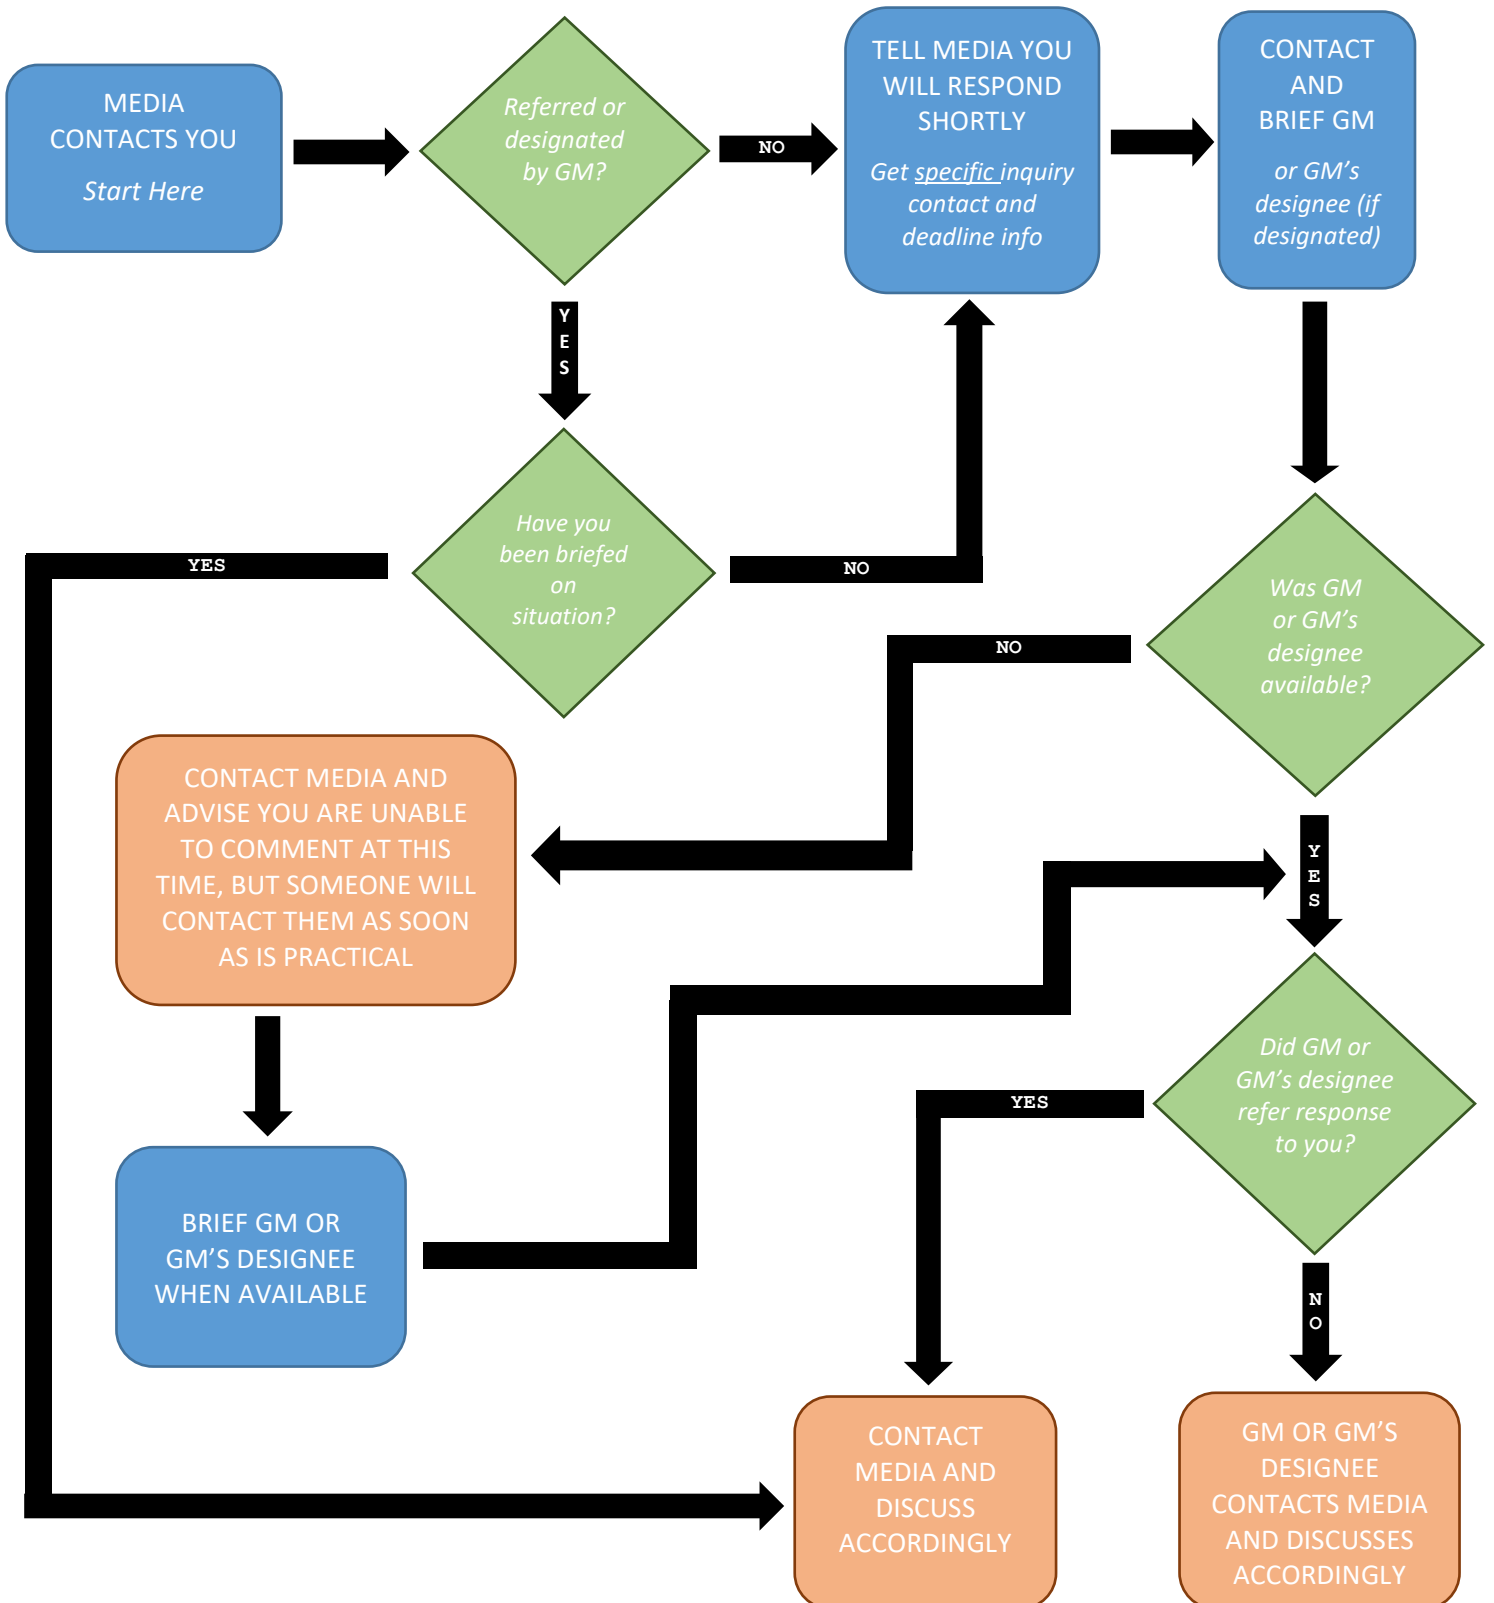 MEDIA
CONTACTS YOU
Start Here
Referred or
designated
by GM?
NO
TELL MEDIA YOU
WILL RESPOND
SHORTLY
Get specific inquiry
contact and
deadline info
CONTACT
AND
BRIEF GM
or GM’s
designee (if
designated)
YES
Have you
been briefed
on
situation?
YES
NO
Was GM
or GM’s
designee
available?
NO
CONTACT MEDIA AND
ADVISE YOU ARE UNABLE
TO COMMENT AT THIS
TIME, BUT SOMEONE WILL
CONTACT THEM AS SOON
AS IS PRACTICAL
YES
Did GM or
GM’s designee
refer response
to you?
YES
BRIEF GM OR
GM’S DESIGNEE
WHEN AVAILABLE
NO
CONTACT
MEDIA AND
DISCUSS
ACCORDINGLY
GM OR GM’S
DESIGNEE
CONTACTS MEDIA
AND DISCUSSES
ACCORDINGLY